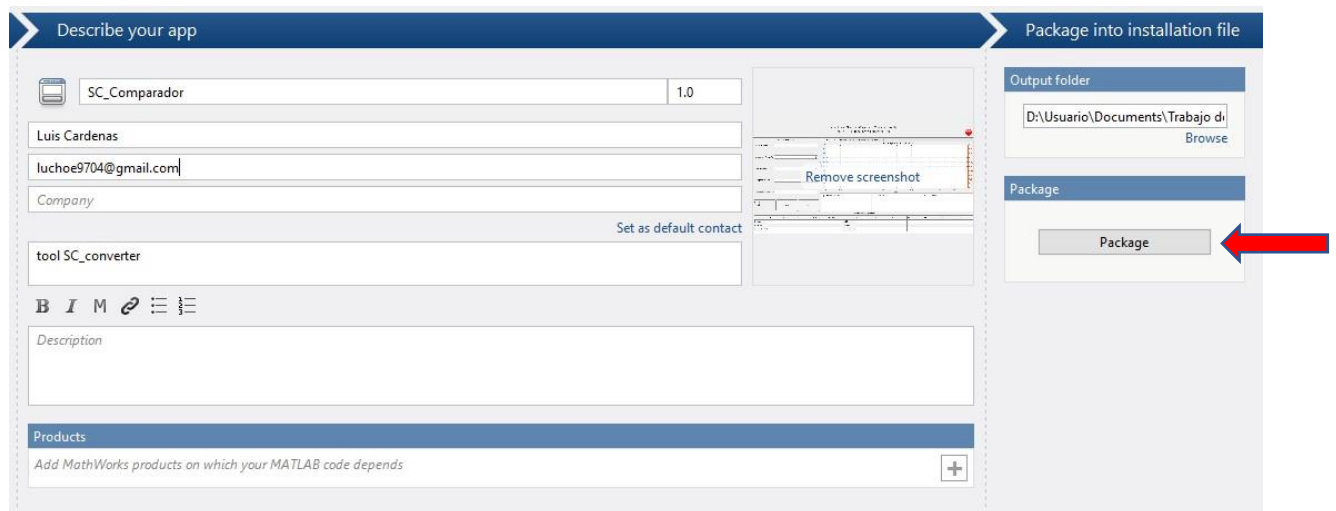 Describe your app
Package into installation file
SC_Comparador
1.0
Luis Cardenas
luchoe9704@gmail.com
Company
Set as default contact
tool SC_converter
B I M
Description
Products
Add MathWorks products on which your MATLAB code depends
Remove screenshot
Output folder
D:\Usuario\Documents\Trabajo d
Browse
Package
Package